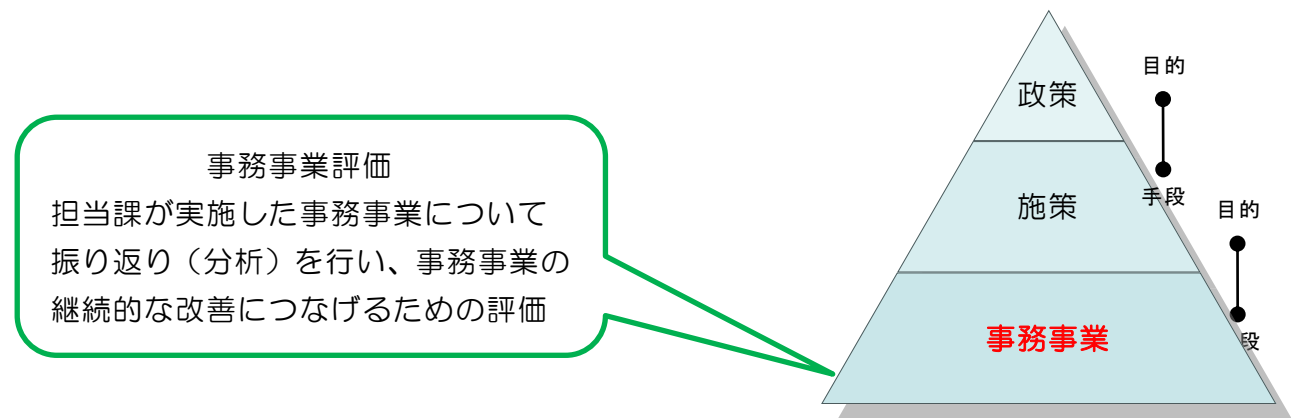 事務事業評価
担当課が実施した事務事業について
振り返り（分析）を行い、事務事業の
継続的な改善につなげるための評価
政策
施策
事務事業
目的
手段
目的
段